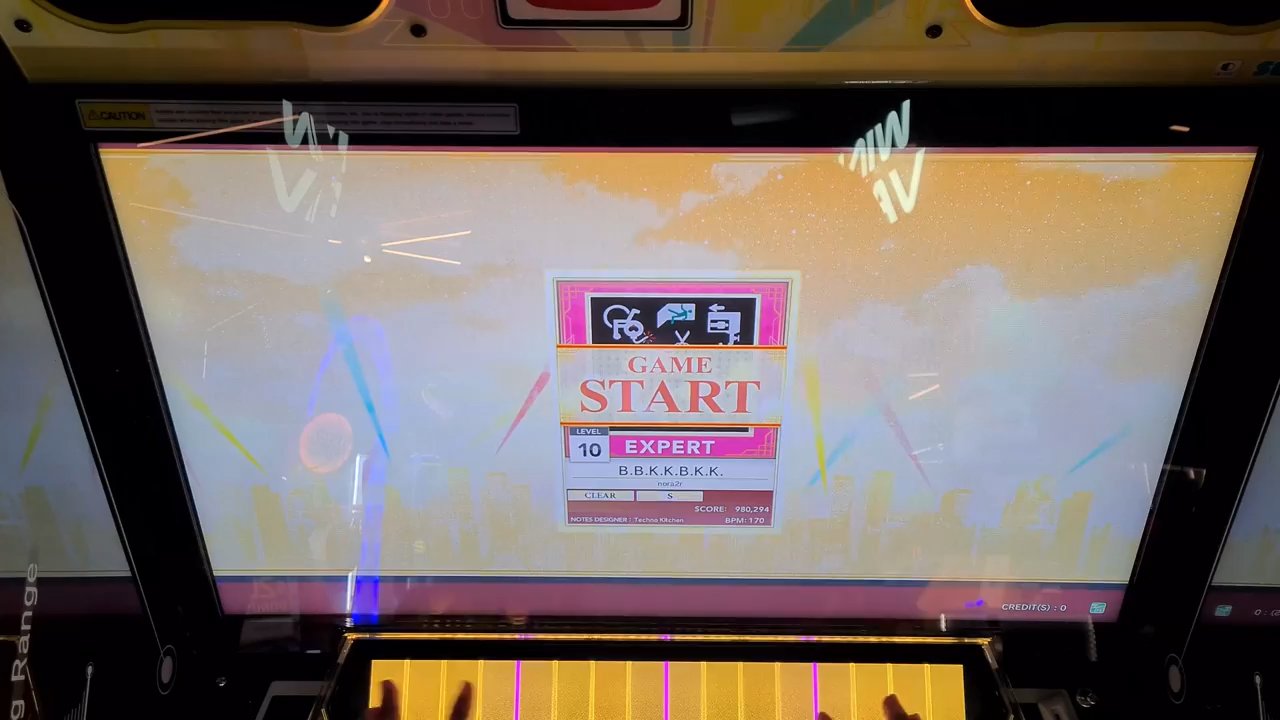 CAUTION
GAME
START
LEVEL
10
EXPERT
B.B.K.K.B.K.K.
nora2r
CLEAR
S
SCORE: 980,294
NOTES DESIGNER : Techno Kitchen
BPM: 170
CREDIT(S) : 0
g Range